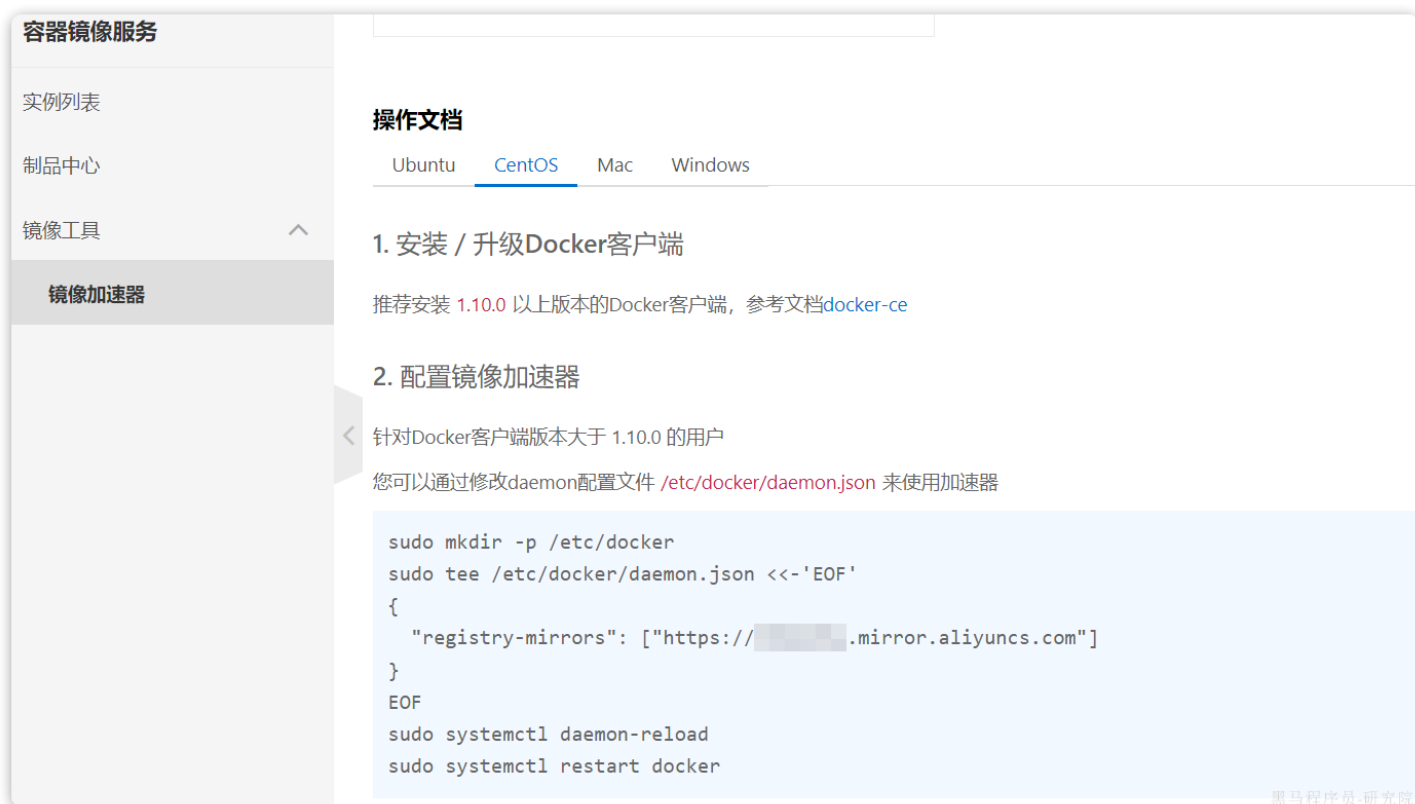 容器镜像服务
实例列表
制品中心
镜像工具
镜像加速器
操作文档
Ubuntu CentOS Mac Windows
1. 安装 / 升级Docker客户端
推荐安装 1.10.0 以上版本的Docker客户端，参考文档docker-ce
2. 配置镜像加速器
针对Docker客户端版本大于 1.10.0 的用户
您可以通过修改daemon配置文件 /etc/docker/daemon.json 来使用加速器
sudo mkdir -p /etc/docker
sudo tee /etc/docker/daemon.json <<-'EOF'
{
  "registry-mirrors": ["https:// .mirror.aliyuncs.com"]
}
EOF
sudo systemctl daemon-reload
sudo systemctl restart docker
黑马程序员-研究院